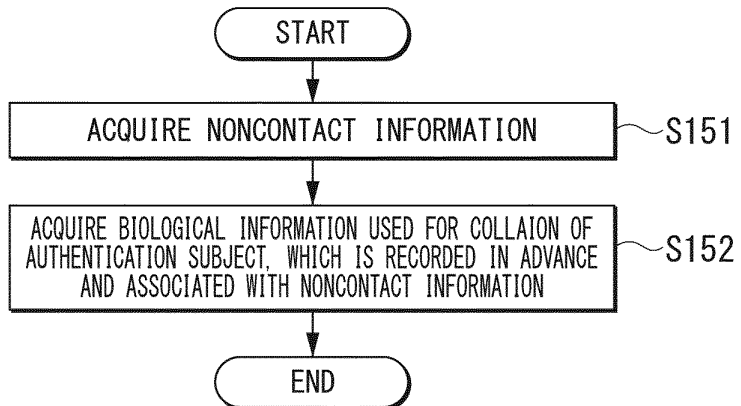 START
ACQUIRE NONCONTACT INFORMATION
S151
ACQUIRE BIOLOGICAL INFORMATION USED FOR COLLAION OF
AUTHENTICATION SUBJECT, WHICH IS RECORDED IN ADVANCE
AND ASSOCIATED WITH NONCONTACT INFORMATION
S152
END